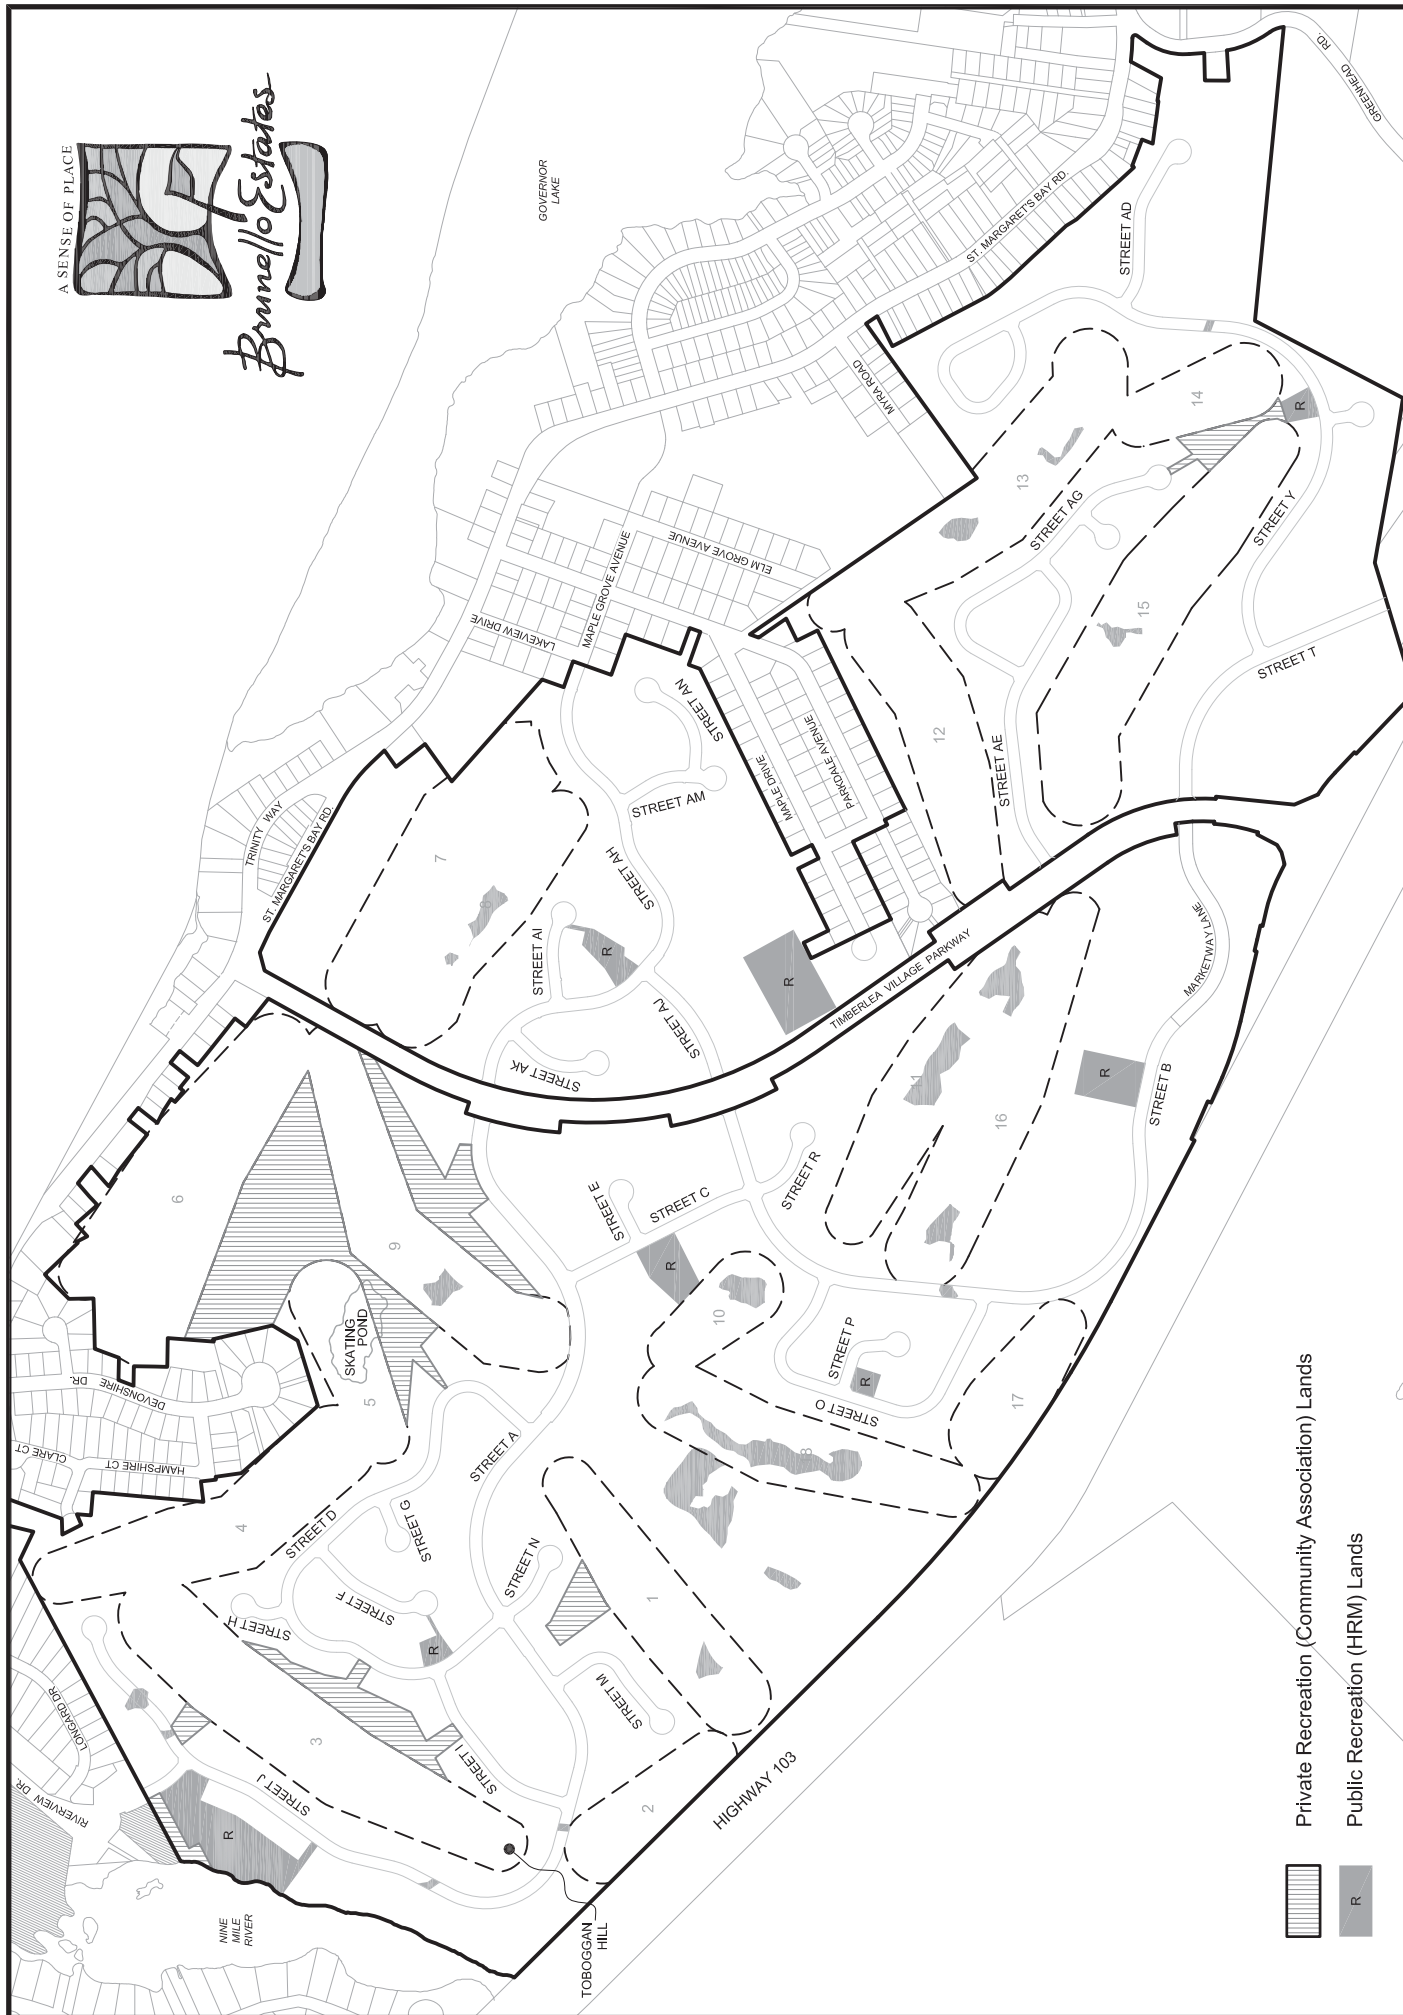 A SENSE OF PLACE
Brunello Estates
GOVERNOR
LAKE
GREENHEAD
RD.
ST. MARGARET'S BAY RD.
STREET AD
MYRA ROAD
14
R
13
STREET AG
STREET Y
15
STREET T
ELM GROVE AVENUE
MAPLE GROVE AVENUE
LAKEVIEW DRIVE
STREET AN
MAPLE DRIVE
PARKDALE AVENUE
12
STREET AE
STREET AM
TRINITY WAY
ST. MARGARET'S BAY RD.
7
8
STREET AH
STREET AI
R
R
TIMBERLEA VILLAGE PARKWAY
MARKETWAY LANE
STREET AJ
STREET AK
11
R
STREET B
16
6
9
STREET E
STREET C
STREET R
R
10
SKATING
POND
5
STREET P
R
STREET O
17
18
DEVONSHIRE
DR.
CLARE CT
HAMPSHIRE CT
STREET A
4
STREET D
STREET G
STREET N
STREET F
STREET H
R
1
STREET M
3
STREET I
STREET J
2
LONGARD DR
RIVERVIEW DR
R
HIGHWAY 103
NINE
MILE
RIVER
TOBOGGAN
HILL
Private Recreation (Community Association) Lands
R
Public Recreation (HRM) Lands